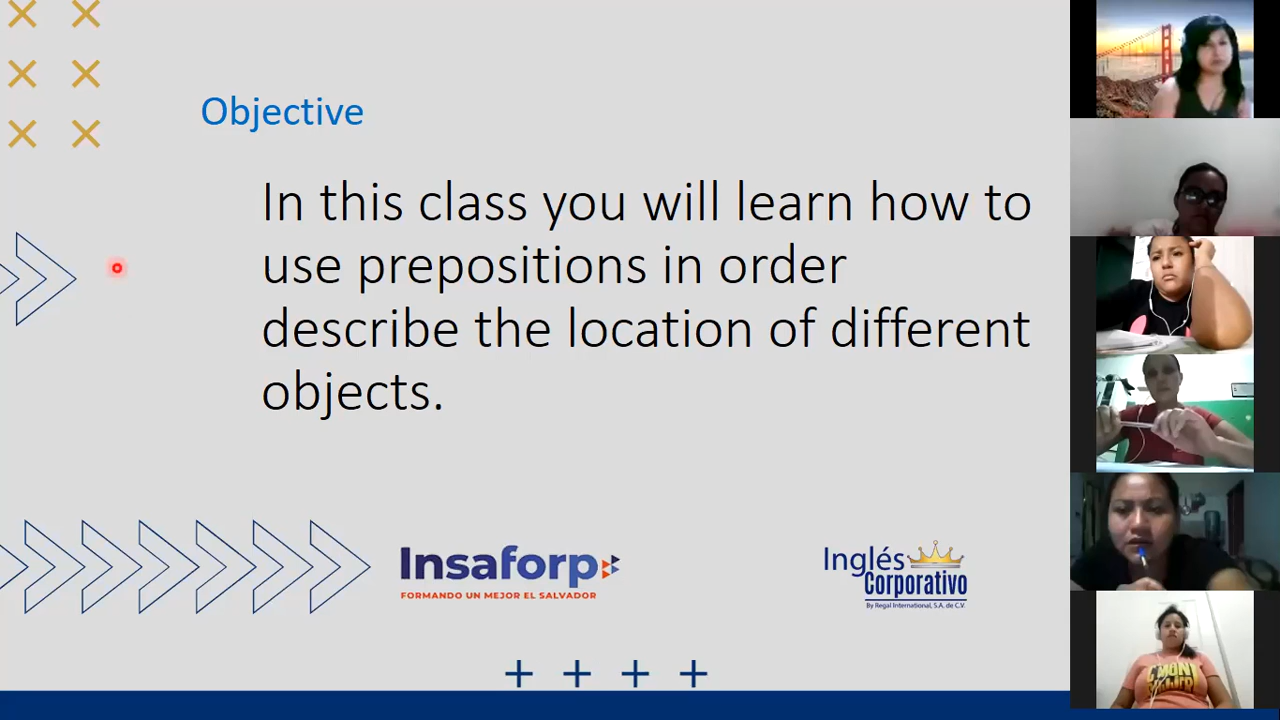 Objective
In this class you will learn how to
use prepositions in order
describe the location of different
objects.
Insaforp
FORMANDO UN MEJOR EL SALVADOR
Inglés
Corporativo
By Regal International, S.A. de C.V.